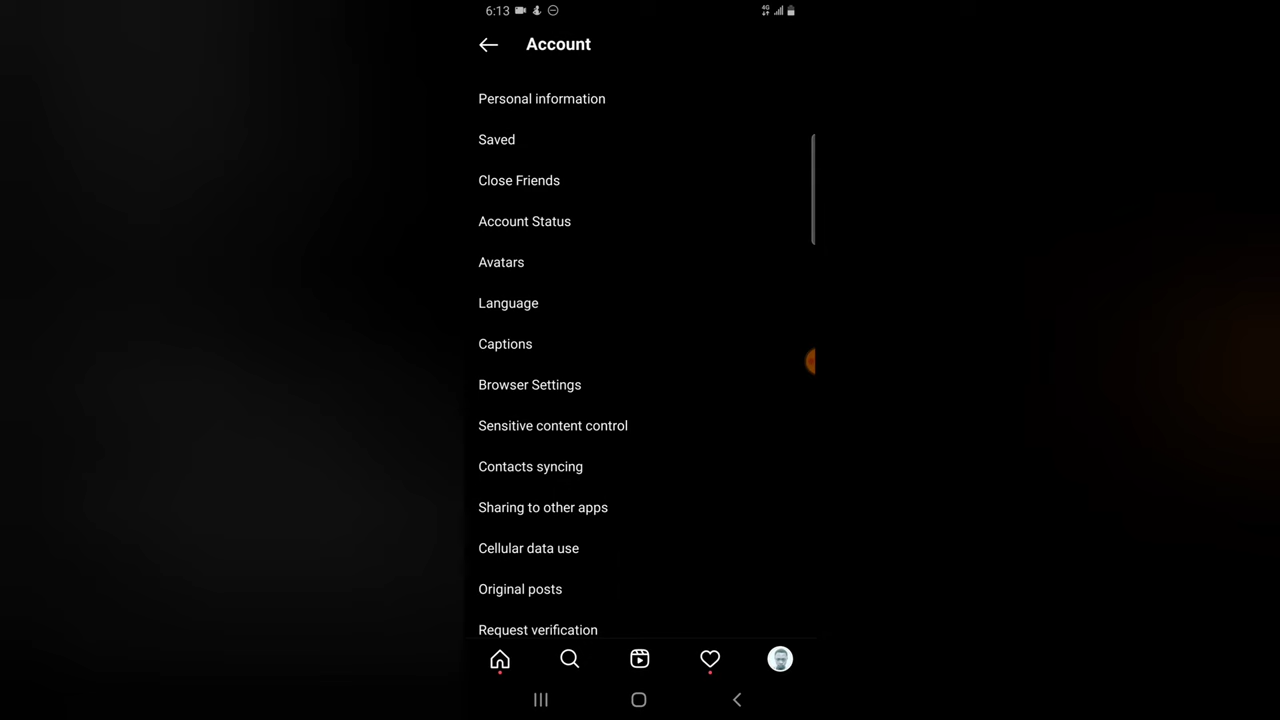 6:13
4G
Account
Personal information
Saved
Close Friends
Account Status
Avatars
Language
Captions
Browser Settings
Sensitive content control
Contacts syncing
Sharing to other apps
Cellular data use
Original posts
Request verification